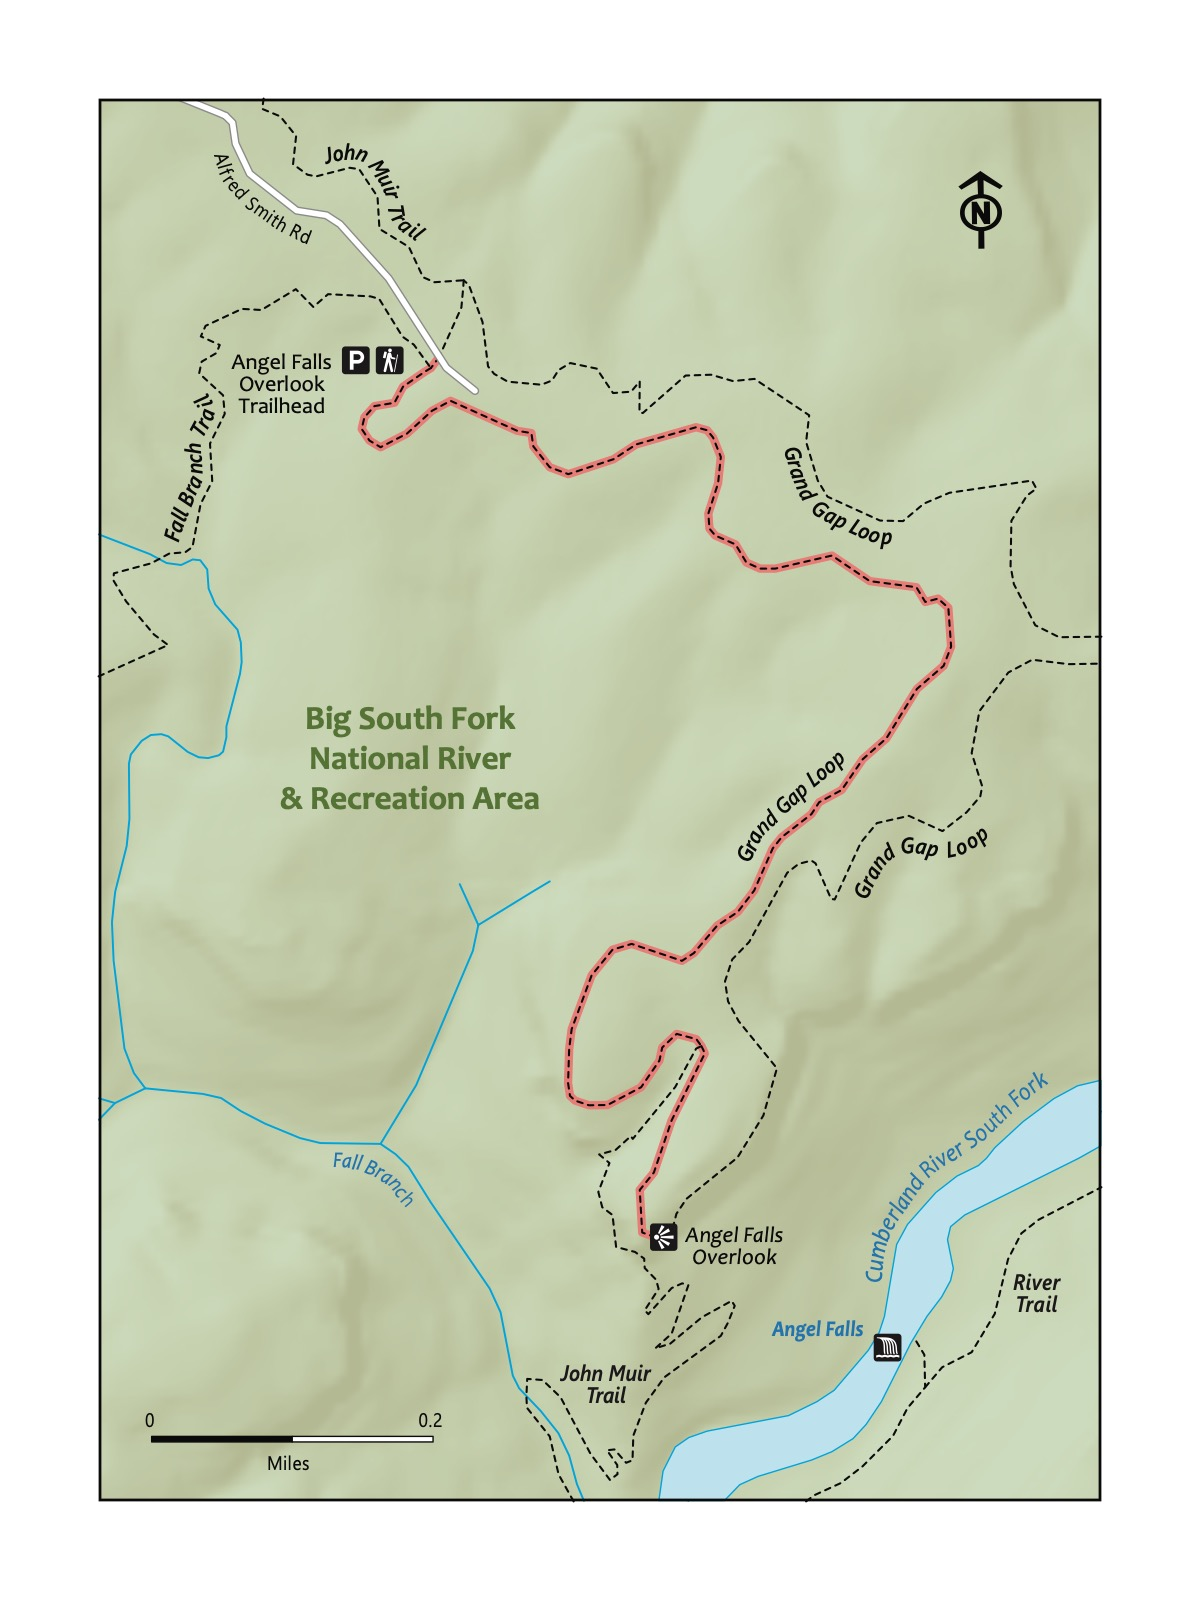 John Muir Trail
Alfred Smith Rd
N
Angel Falls
Overlook
Trailhead
P
Fall Branch Trail
Grand Gap Loop
Big South Fork
National River
& Recreation Area
Grand Gap Loop
Grand Gap Loop
Cumberland River South Fork
Fall Branch
Angel Falls
Overlook
River
Trail
Angel Falls
John Muir
Trail
0 0.2
Miles